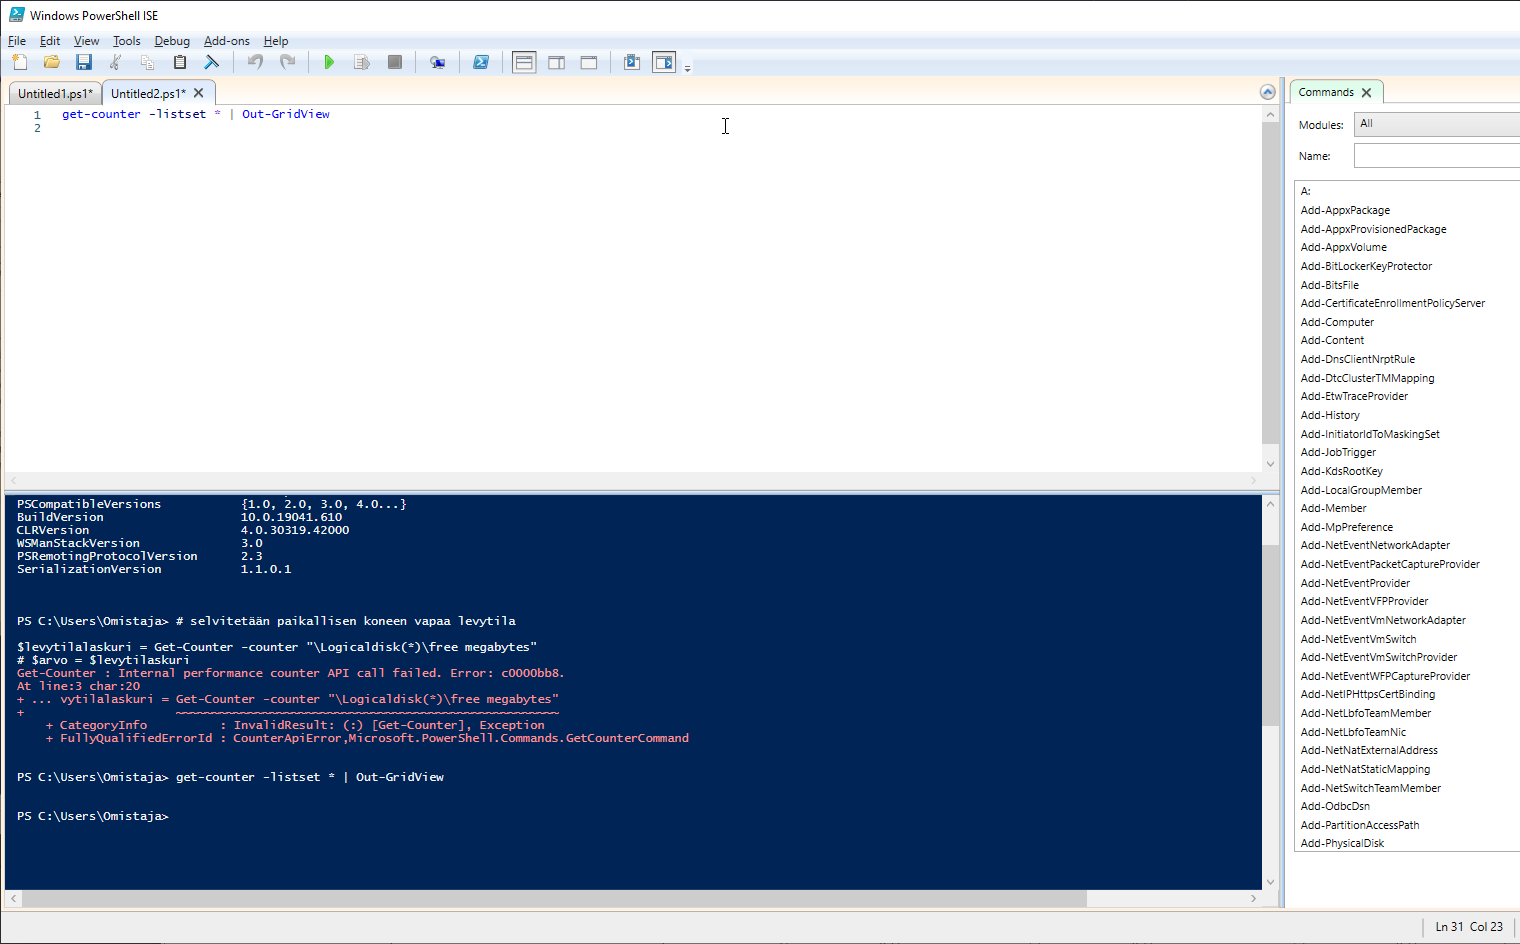 Windows PowerShell ISE
File Edit View Tools Debug Add-ons Help
Untitled1.ps1* Untitled2.ps1*
1 get-counter -listset * | Out-GridView
2
PSCompatibleVersions {1.0, 2.0, 3.0, 4.0...}
BuildVersion 10.0.19041.610
CLRVersion 4.0.30319.42000
WSManStackVersion 3.0
PSRemotingProtocolVersion 2.3
SerializationVersion 1.1.0.1
PS C:\Users\Omistaja> # selvitetään paikallisen koneen vapaa levytila
$levytilalaskuri = Get-Counter -counter "\Logicaldisk(*)\free megabytes"
# $arvo = $levytilaskuri
Get-Counter : Internal performance counter API call failed. Error: c0000bb8.
At line:3 char:20
+ ... vytilalaskuri = Get-Counter -counter "\Logicaldisk(*)\free megabytes"
+ ~~~~~~~~~~~~~~~~~~~~~~~~~~~~~~~~~~~~~~~~~~~~~~~~~~~~~
+ CategoryInfo : InvalidResult: (:) [Get-Counter], Exception
+ FullyQualifiedErrorId : CounterApiError,Microsoft.PowerShell.Commands.GetCounterCommand
PS C:\Users\Omistaja> get-counter -listset * | Out-GridView
PS C:\Users\Omistaja>
Commands
Modules: All
Name:
A:
Add-AppxPackage
Add-AppxProvisionedPackage
Add-AppxVolume
Add-BitLockerKeyProtector
Add-BitsFile
Add-CertificateEnrollmentPolicyServer
Add-Computer
Add-Content
Add-DnsClientNrptRule
Add-DtcClusterTMMapping
Add-EtwTraceProvider
Add-History
Add-InitiatorIdToMaskingSet
Add-JobTrigger
Add-KdsRootKey
Add-LocalGroupMember
Add-Member
Add-MpPreference
Add-NetEventNetworkAdapter
Add-NetEventPacketCaptureProvider
Add-NetEventProvider
Add-NetEventVFPProvider
Add-NetEventVmNetworkAdapter
Add-NetEventVmSwitch
Add-NetEventVmSwitchProvider
Add-NetEventWFPCaptureProvider
Add-NetIPHttpsCertBinding
Add-NetLbfoTeamMember
Add-NetLbfoTeamNic
Add-NetNatExternalAddress
Add-NetNatStaticMapping
Add-NetSwitchTeamMember
Add-OdbcDsn
Add-PartitionAccessPath
Add-PhysicalDisk
Ln 31 Col 23